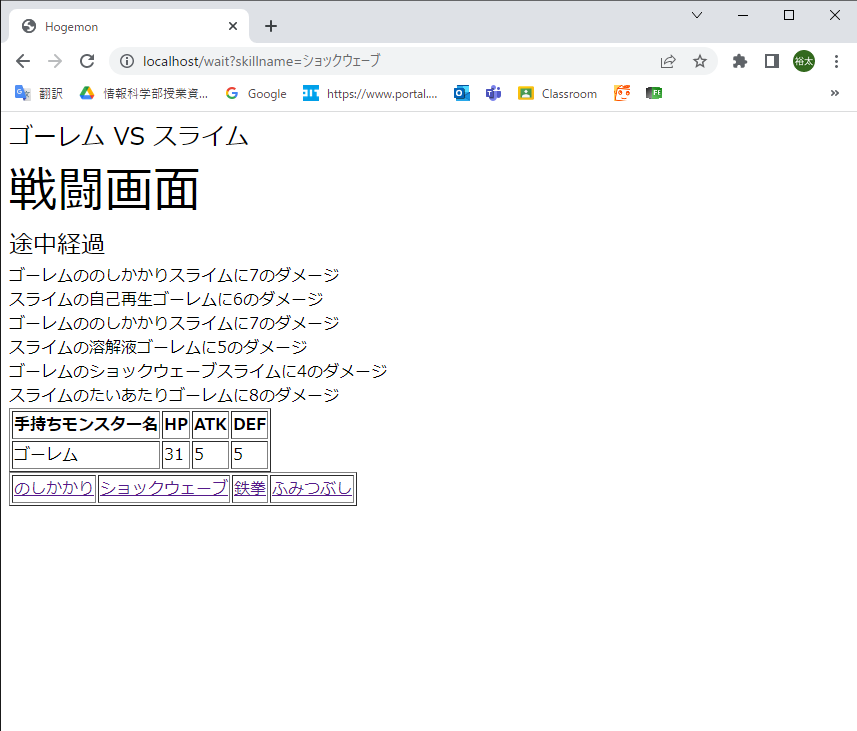 Hogemon
localhost/wait?skillname=ショックウェーブ
裕太
翻訳 情報科学部授業資... Google https://www.portal.... Classroom
ゴーレム VS スライム
戦闘画面
途中経過
ゴーレムののしかかりスライムに7のダメージ
スライムの自己再生ゴーレムに6のダメージ
ゴーレムののしかかりスライムに7のダメージ
スライムの溶解液ゴーレムに5のダメージ
ゴーレムのショックウェーブスライムに4のダメージ
スライムのたいあたりゴーレムに8のダメージ
手持ちモンスター名 HP ATK DEF
ゴーレム 31 5 5
のしかかり ショックウェーブ 鉄拳 ふみつぶし